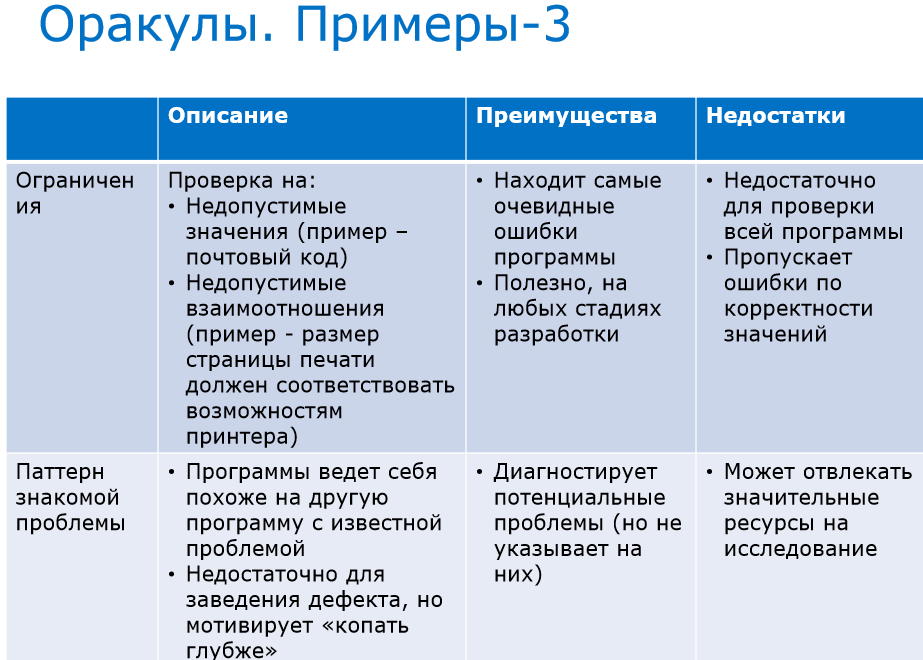 Оракулы. Примеры-3
Описание
Преимущества
Недостатки
Ограничен
ия
Проверка на:
• Недопустимые
значения (пример –
почтовый код)
• Недопустимые
взаимоотношения
(пример - размер
страницы печати
должен соответствовать
возможностям
принтера)
• Находит самые
очевидные
ошибки
программы
• Полезно, на
любых стадиях
разработки
• Недостаточно
для проверки
всей программы
• Пропускает
ошибки по
корректности
значений
Паттерн
знакомой
проблемы
• Программы ведет себя
похоже на другую
программу с известной
проблемой
• Недостаточно для
заведения дефекта, но
мотивирует «копать
глубже»
• Диагностирует
потенциальные
проблемы (но не
указывает на
них)
• Может отвлекать
значительные
ресурсы на
исследование